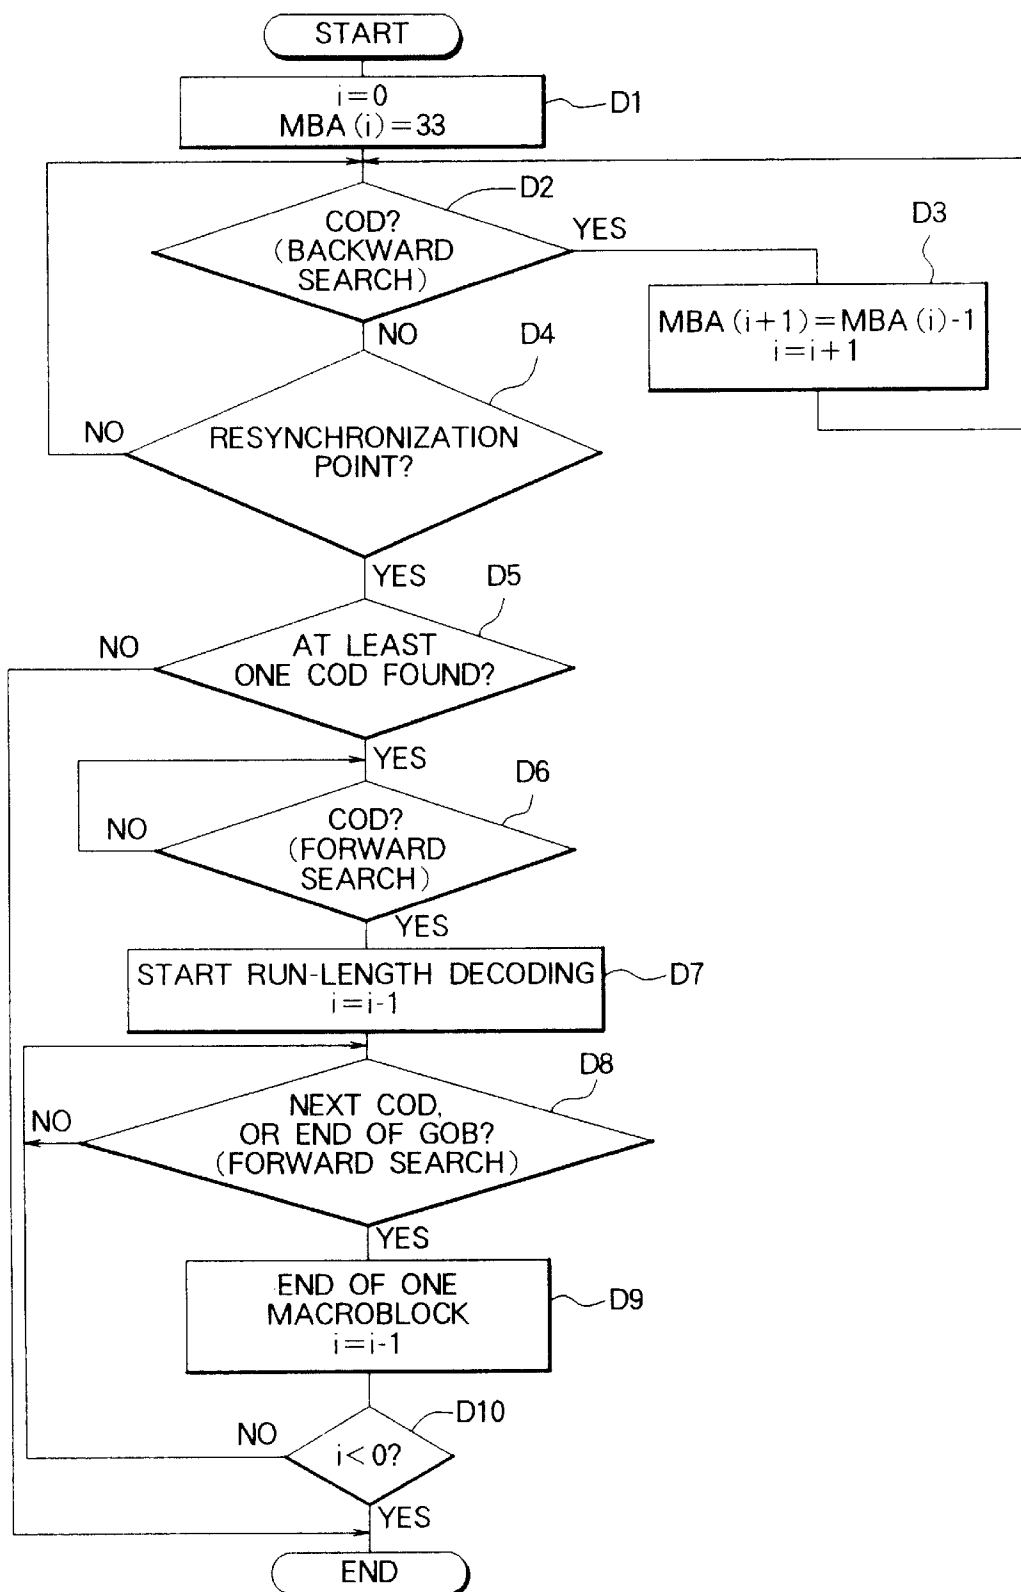 START
i=0
MBA(i)=33
D1
D2
COD?
(BACKWARD
SEARCH)
YES
D3
MBA(i+1)=MBA(i)-1
i=i+1
NO
D4
NO
RESYNCHRONIZATION
POINT?
YES
D5
NO
AT LEAST
ONE COD FOUND?
YES
D6
NO
COD?
(FORWARD
SEARCH)
YES
START RUN-LENGTH DECODING
i=i-1
D7
D8
NO
NEXT COD,
OR END OF GOB?
(FORWARD SEARCH)
YES
END OF ONE
MACROBLOCK
i=i-1
D9
D10
NO
i<0?
YES
END